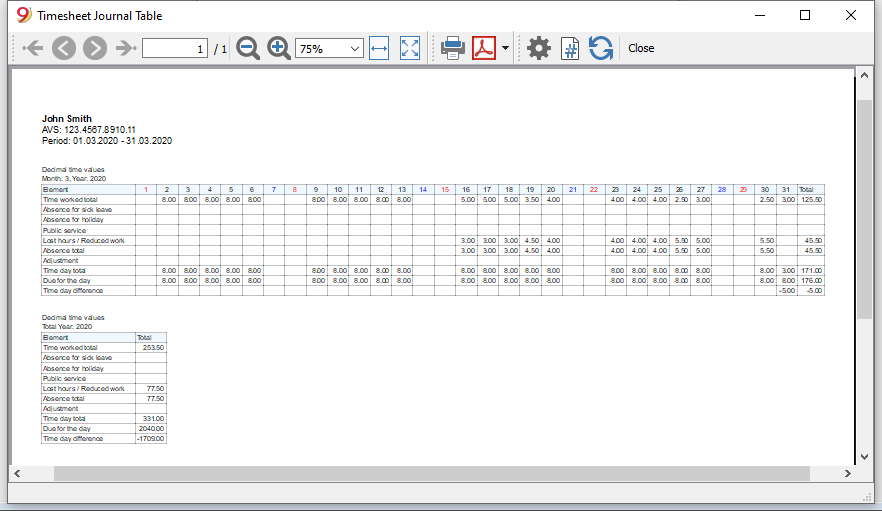 Timesheet Journal Table
1 / 1 75% Close
John Smith
AVS: 123.4567.8910.11
Period: 01.03.2020 - 31.03.2020
Decimal time values
Month: 3, Year: 2020
Element 1 2 3 4 5 6 7 8 9 10 11 12 13 14 15 16 17 18 19 20 21 22 23 24 25 26 27 28 29 30 31 Total
Time worked total 8.00 8.00 8.00 8.00 8.00 8.00 8.00 8.00 8.00 8.00 5.00 5.00 5.00 3.50 4.00 4.00 4.00 4.00 2.50 3.00 2.50 3.00 125.50
Absence for sick leave
Absence for holiday
Public service
Lost hours / Reduced work 3.00 3.00 3.00 4.50 4.00 4.00 4.00 4.00 5.50 5.00 5.50 45.50
Absence total 3.00 3.00 3.00 4.50 4.00 4.00 4.00 4.00 5.50 5.00 5.50 45.50
Adjustment
Time day total 8.00 8.00 8.00 8.00 8.00 8.00 8.00 8.00 8.00 8.00 8.00 8.00 8.00 8.00 8.00 8.00 8.00 8.00 8.00 8.00 8.00 3.00 171.00
Due for the day 8.00 8.00 8.00 8.00 8.00 8.00 8.00 8.00 8.00 8.00 8.00 8.00 8.00 8.00 8.00 8.00 8.00 8.00 8.00 8.00 8.00 8.00 176.00
Time day difference -5.00 -5.00
Decimal time values
Total Year: 2020
Element Total
Time worked total 253.50
Absence for sick leave
Absence for holiday
Public service
Lost hours / Reduced work 77.50
Absence total 77.50
Adjustment
Time day total 331.00
Due for the day 2040.00
Time day difference -1709.00